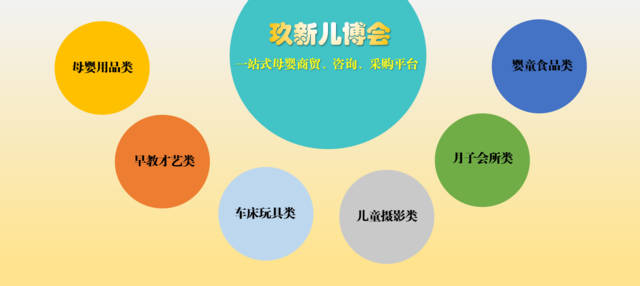 玖新儿博会
一站式母婴商贸、咨询、采购平台
母婴用品类
婴童食品类
早教才艺类
月子会所类
车床玩具类
儿童摄影类